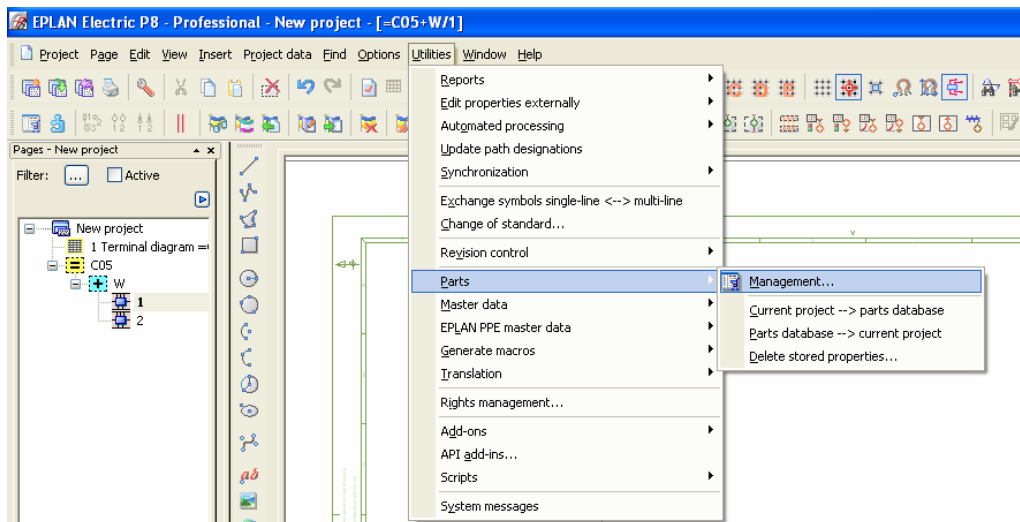 EPLAN Electric P8 - Professional - New project - [=C05+W/1]
Project Page Edit View Insert Project data Find Options Utilities Window Help
Pages - New project
Filter: ... Active
New project
1 Terminal diagram =
C05
W
1
2
Reports
Edit properties externally
Automated processing
Update path designations
Synchronization
Exchange symbols single-line <--> multi-line
Change of standard...
Revision control
Parts
Master data
EPLAN PPE master data
Generate macros
Translation
Rights management...
Add-ons
API add-ins...
Scripts
System messages
Management...
Current project --> parts database
Parts database --> current project
Delete stored properties...
ab